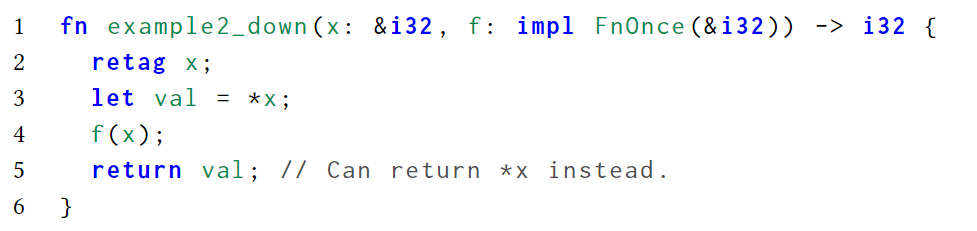 1 fn example2_down(x: &i32, f: impl FnOnce(&i32)) -> i32 {
2   retag x;
3   let val = *x;
4   f(x);
5   return val; // Can return *x instead.
6 }